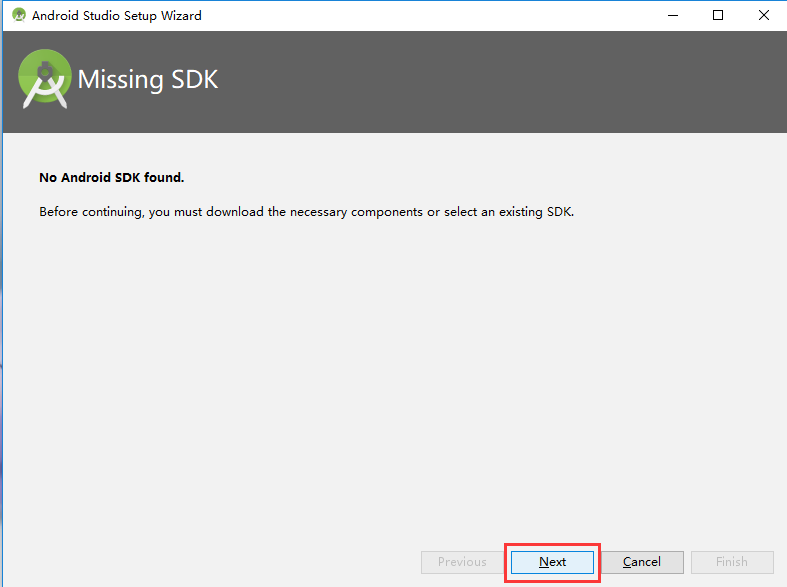 Android Studio Setup Wizard
Missing SDK
No Android SDK found.
Before continuing, you must download the necessary components or select an existing SDK.
Previous Next Cancel Finish